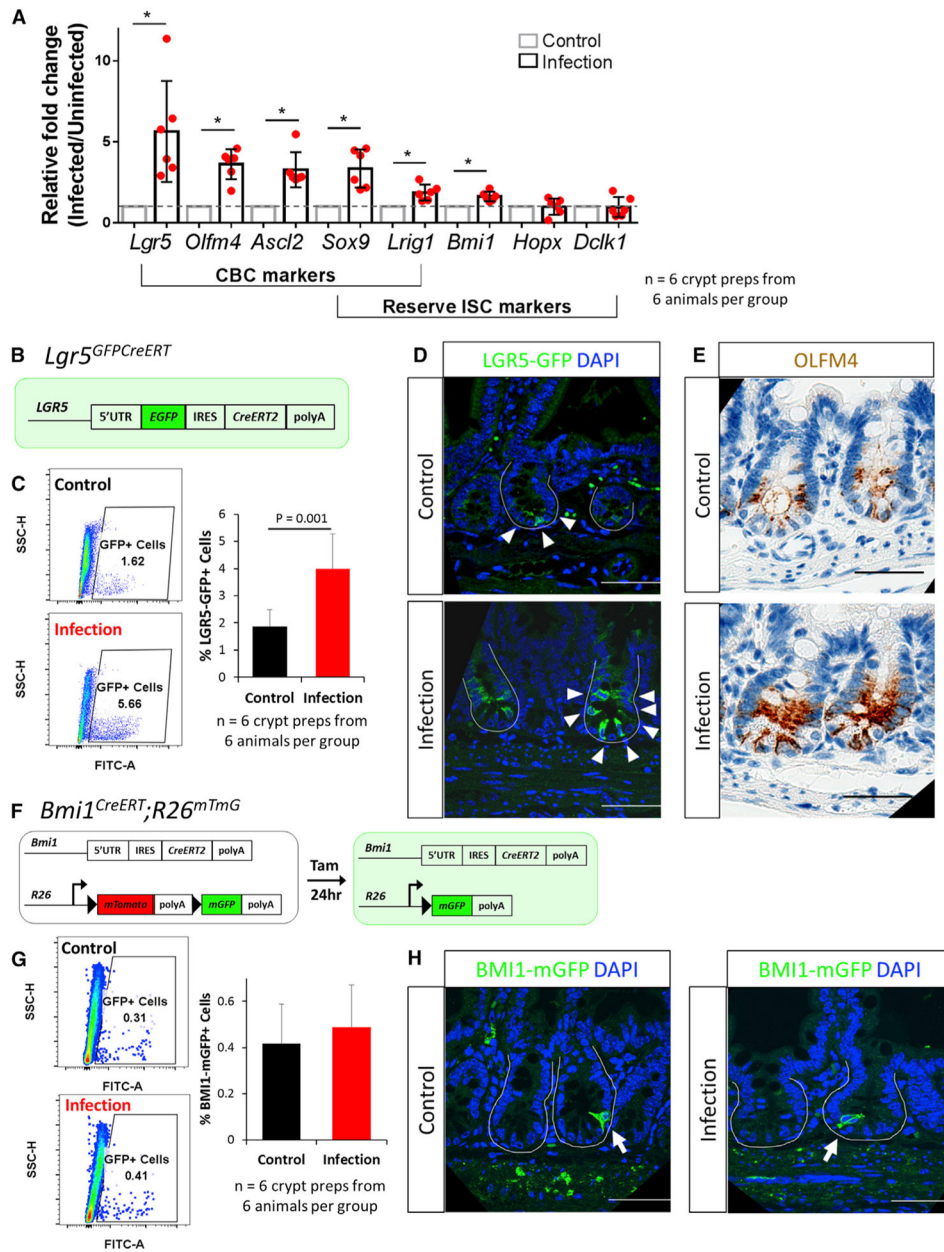 A
Relative fold change
(Infected/Uninfected)
10
5
0
* * * * * *
Control
Infection
Lgr5 Olfm4 Ascl2 Sox9 Lrig1 Bmi1 Hopx Dclk1
CBC markers
Reserve ISC markers
n = 6 crypt preps from
6 animals per group
B Lgr5GFPCreERT
LGR5 5'UTR EGFP IRES CreERT2 polyA
C
Control
SSC-H
GFP+ Cells
1.62
Infection
SSC-H
GFP+ Cells
5.66
FITC-A
P = 0.001
% LGR5-GFP+ Cells
6
5
4
3
2
1
0
Control Infection
n = 6 crypt preps from
6 animals per group
D LGR5-GFP DAPI
Control
Infection
E OLFM4
Control
Infection
F Bmi1CreERT;R26mTmG
Bmi1
5'UTR IRES CreERT2 polyA
R26
mTomato polyA mGFP polyA
Tam
24hr
Bmi1
5'UTR IRES CreERT2 polyA
R26
mGFP polyA
G
Control
SSC-H
GFP+ Cells
0.31
FITC-A
Infection
SSC-H
GFP+ Cells
0.41
FITC-A
% BMI1-mGFP+ Cells
0.6
0.4
0.2
0
Control Infection
n = 6 crypt preps from
6 animals per group
H BMI1-mGFP DAPI
Control
BMI1-mGFP DAPI
Infection